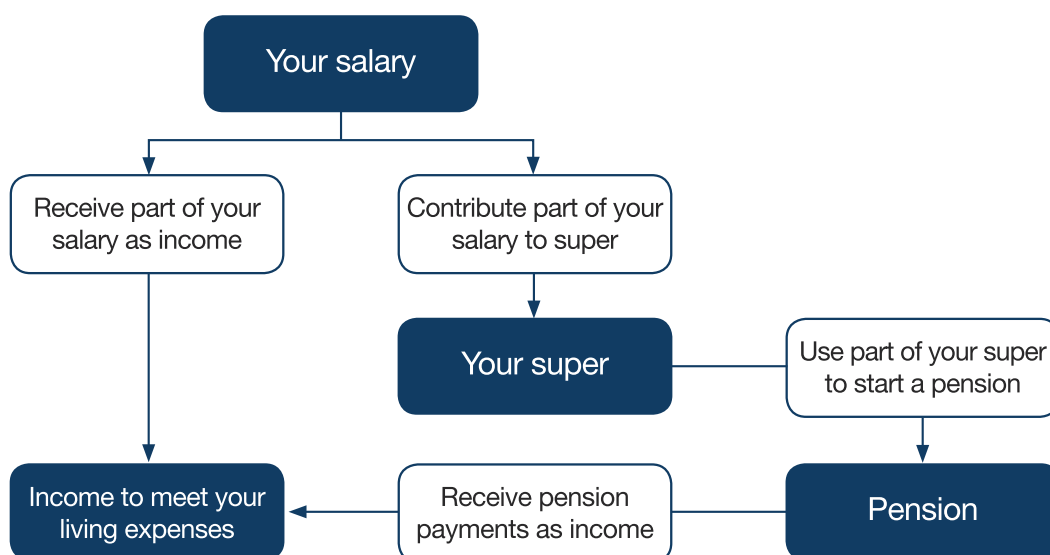 Your salary
Receive part of your
salary as income
Contribute part of your
salary to super
Your super
Use part of your super
to start a pension
Income to meet your
living expenses
Receive pension
payments as income
Pension